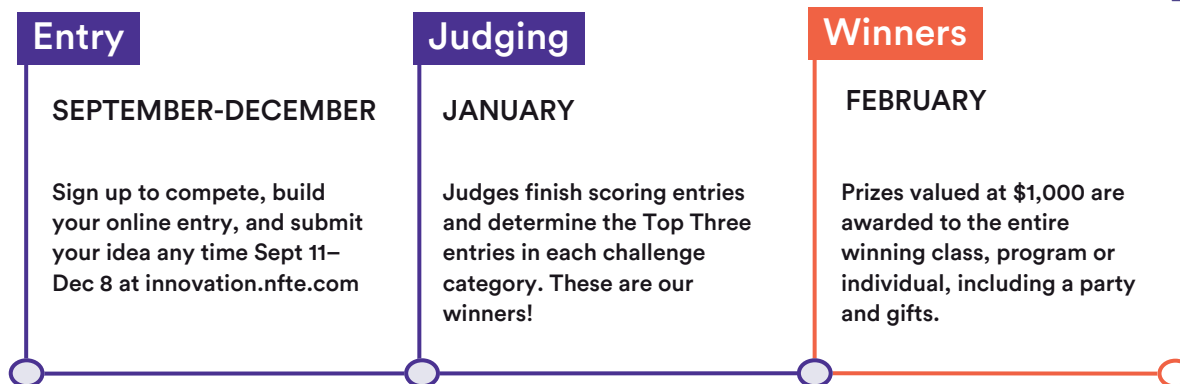 Entry
SEPTEMBER-DECEMBER
Sign up to compete, build
your online entry, and submit
your idea any time Sept 11–
Dec 8 at innovation.nfte.com
Judging
JANUARY
Judges finish scoring entries
and determine the Top Three
entries in each challenge
category. These are our
winners!
Winners
FEBRUARY
Prizes valued at $1,000 are
awarded to the entire
winning class, program or
individual, including a party
and gifts.